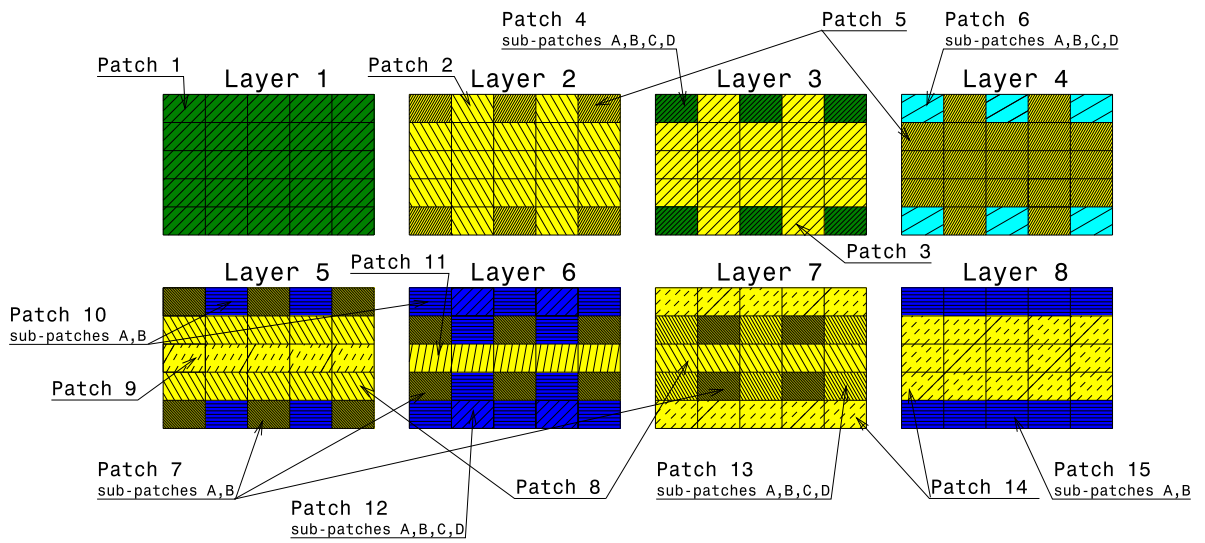 Patch 4
sub-patches A,B,C,D
Patch 5
Patch 6
sub-patches A,B,C,D
Patch 1
Layer 1
Patch 2
Layer 2
Layer 3
Layer 4
Patch 3
Layer 5
Patch 11
Layer 6
Layer 7
Layer 8
Patch 10
sub-patches A,B
Patch 9
Patch 7
sub-patches A,B
Patch 8
Patch 13
sub-patches A,B,C,D
Patch 14
Patch 15
sub-patches A,B
Patch 12
sub-patches A,B,C,D